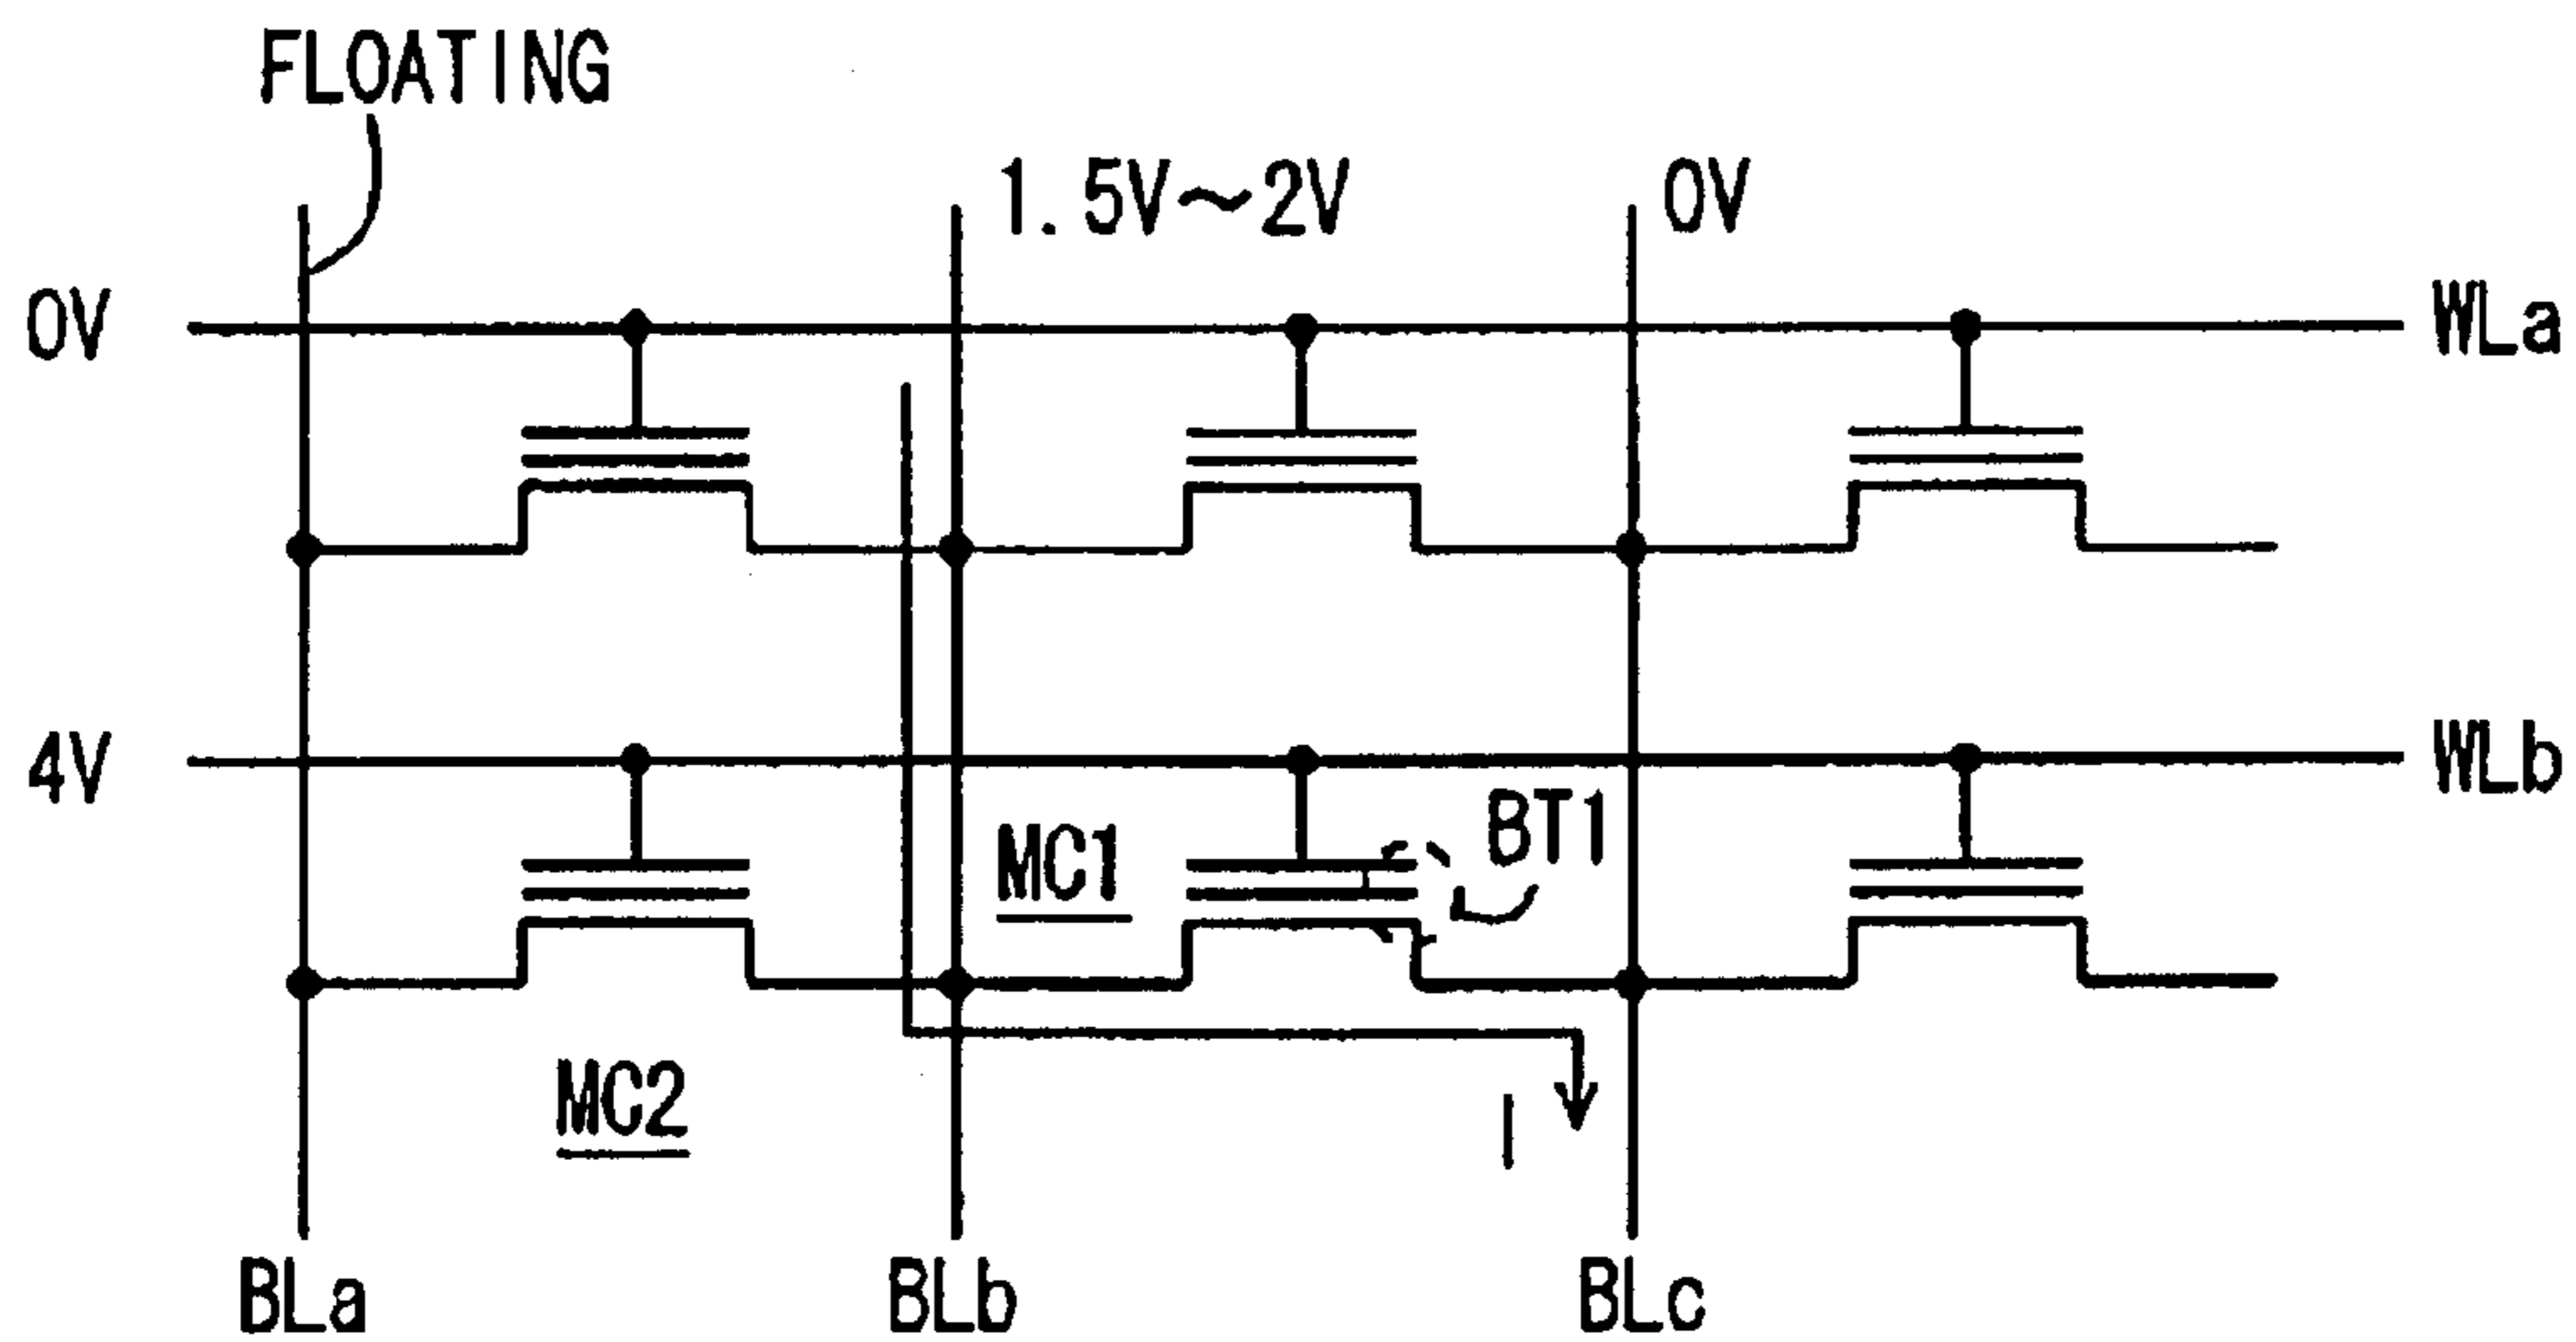 FLOATING
1.5V~2V
0V
0V
WLa
4V
WLb
MC1
BT1
MC2
I
BLa
BLb
BLc